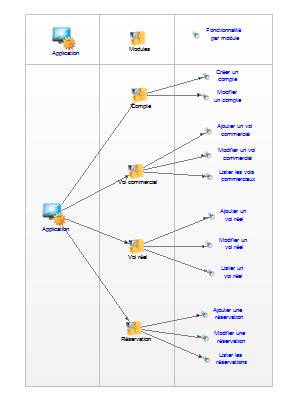 Application
Modules
Fonctionnalité
par module
Créer un
compte
Modifier
un compte
Compte
Ajouter un vol
commercial
Modifier un vol
commercial
Lister les vols
commerciaux
Vol commercial
Application
Ajouter un
vol réel
Modifier un
vol réel
Lister un
vol réel
Vol réel
Ajouter une
réservation
Modifier une
réservation
Lister les
réservations
Réservation